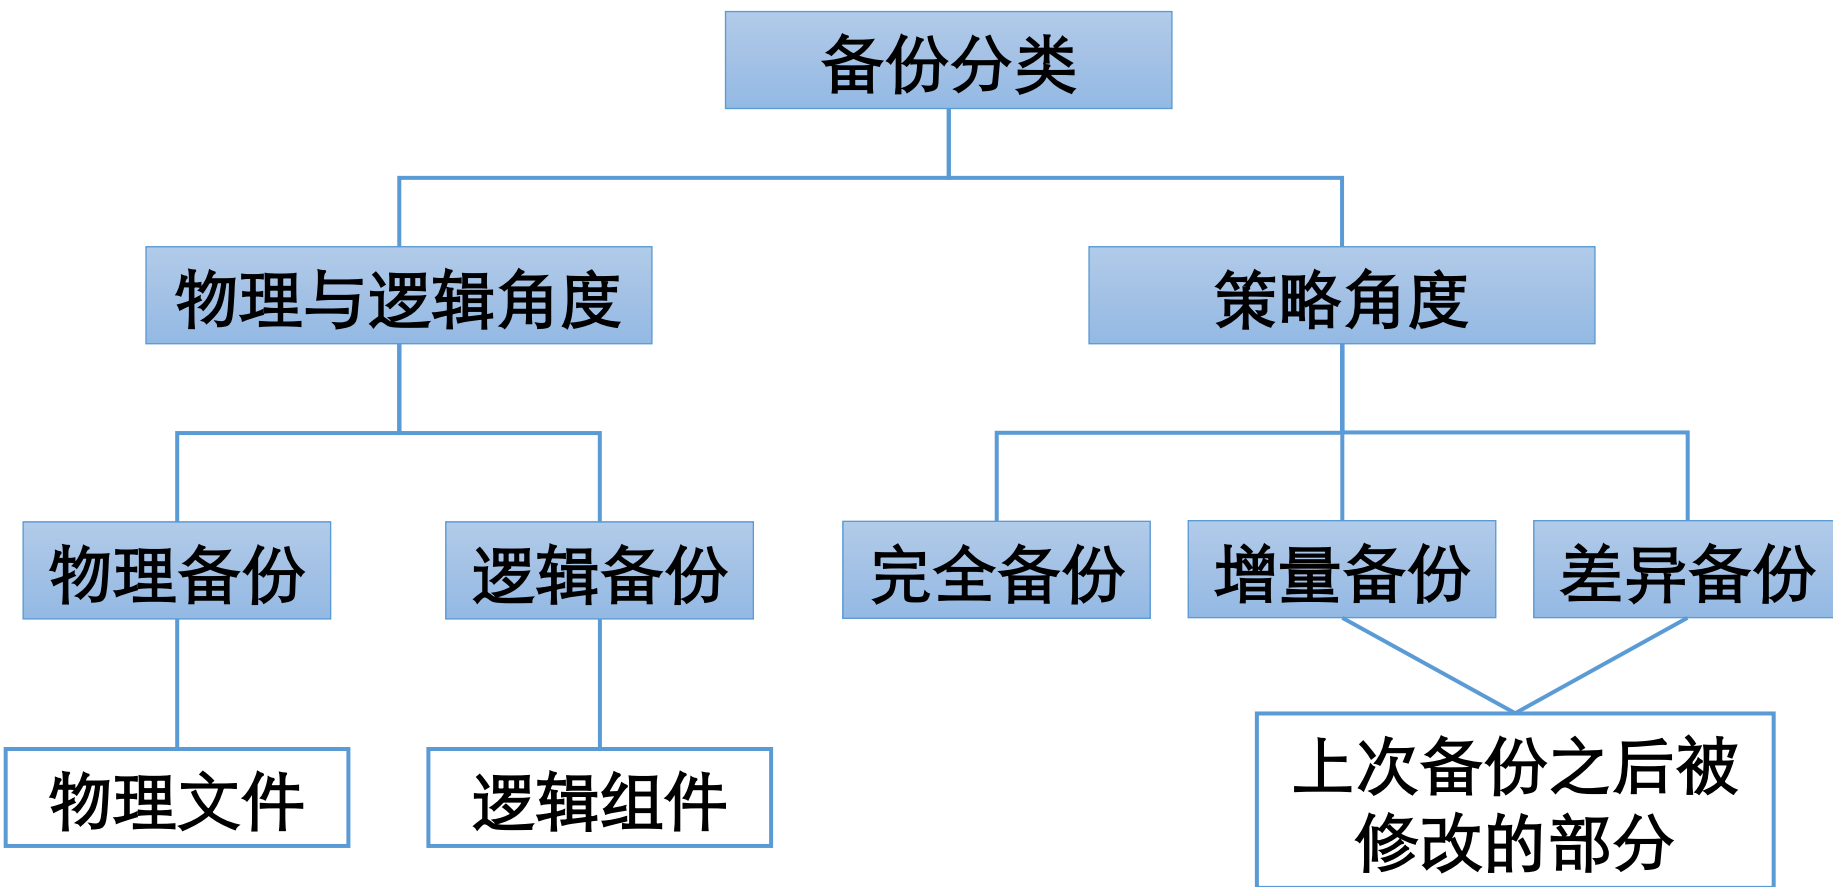 备份分类
物理与逻辑角度
策略角度
物理备份
逻辑备份
完全备份
增量备份
差异备份
物理文件
逻辑组件
上次备份之后被
修改的部分